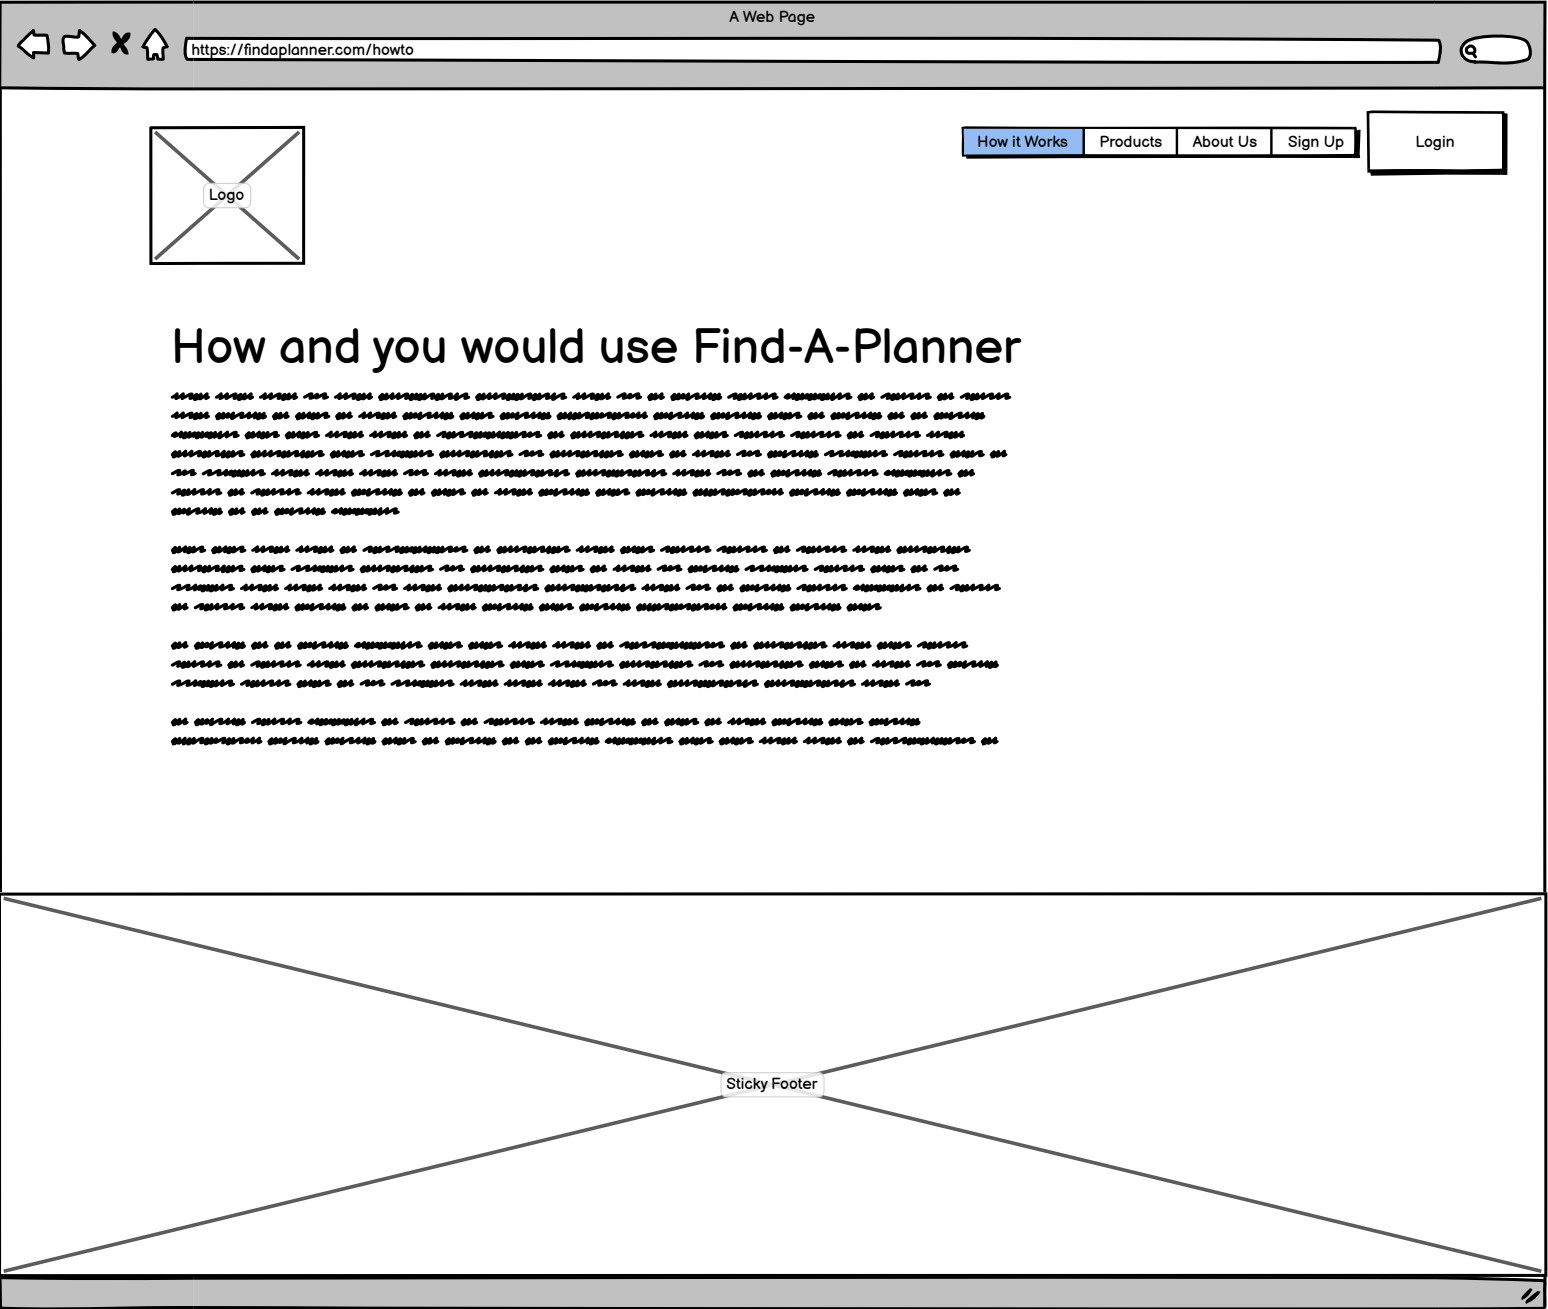 A Web Page
https://findaplanner.com/howto
How it Works Products About Us Sign Up Login
Logo
How and you would use Find-A-Planner
Sticky Footer